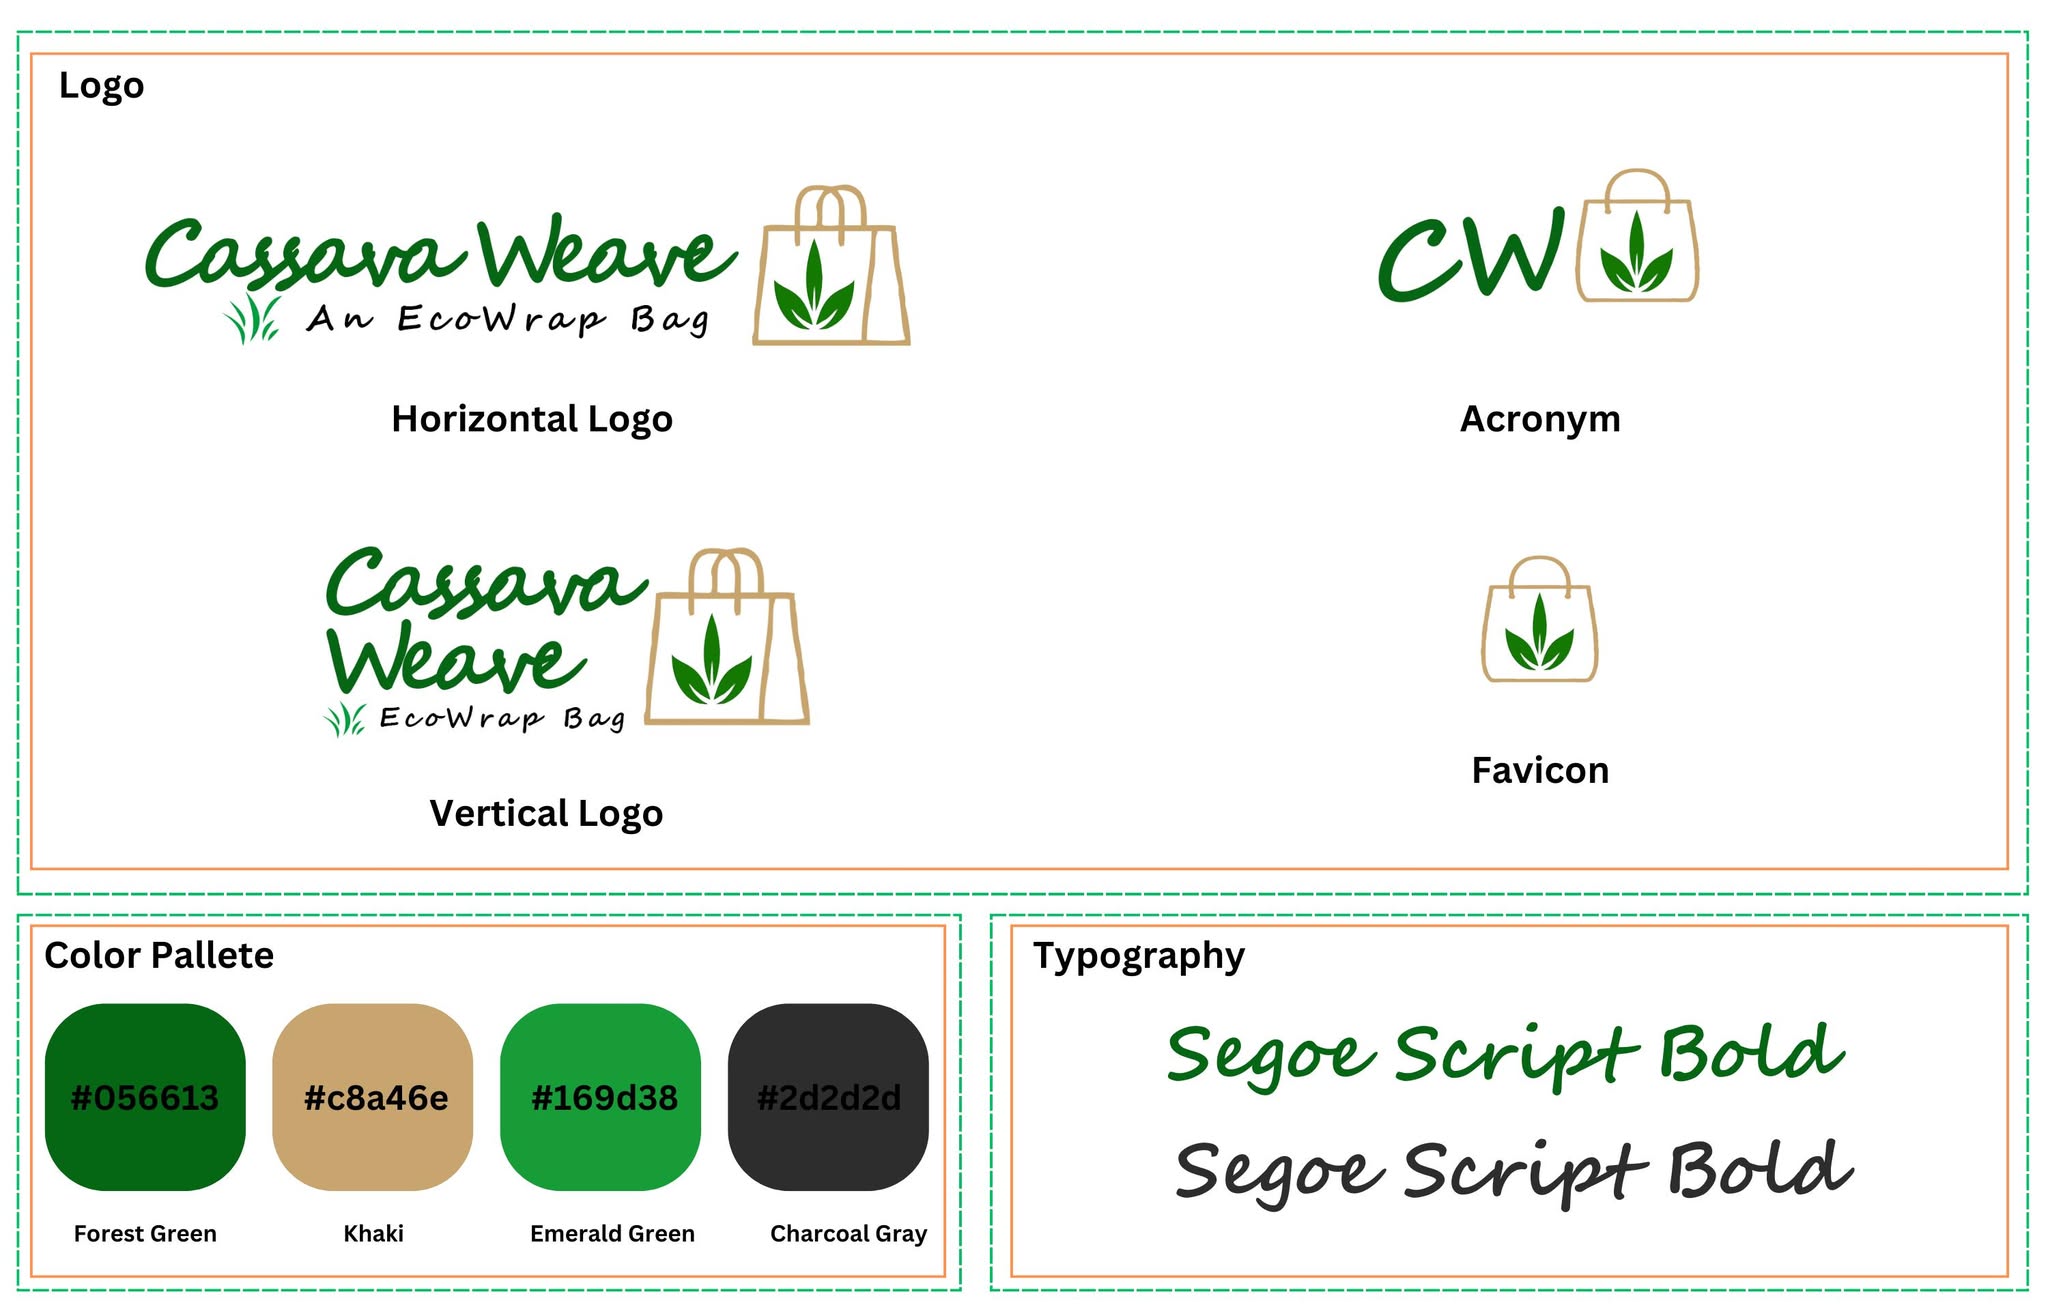 Logo
Cassava Weave
An EcoWrap Bag
Horizontal Logo
CW
Acronym
Cassava
Weave
EcoWrap Bag
Vertical Logo
Favicon
Color Pallete
#056613
#c8a46e
#169d38
#2d2d2d
Forest Green
Khaki
Emerald Green
Charcoal Gray
Typography
Segoe Script Bold
Segoe Script Bold